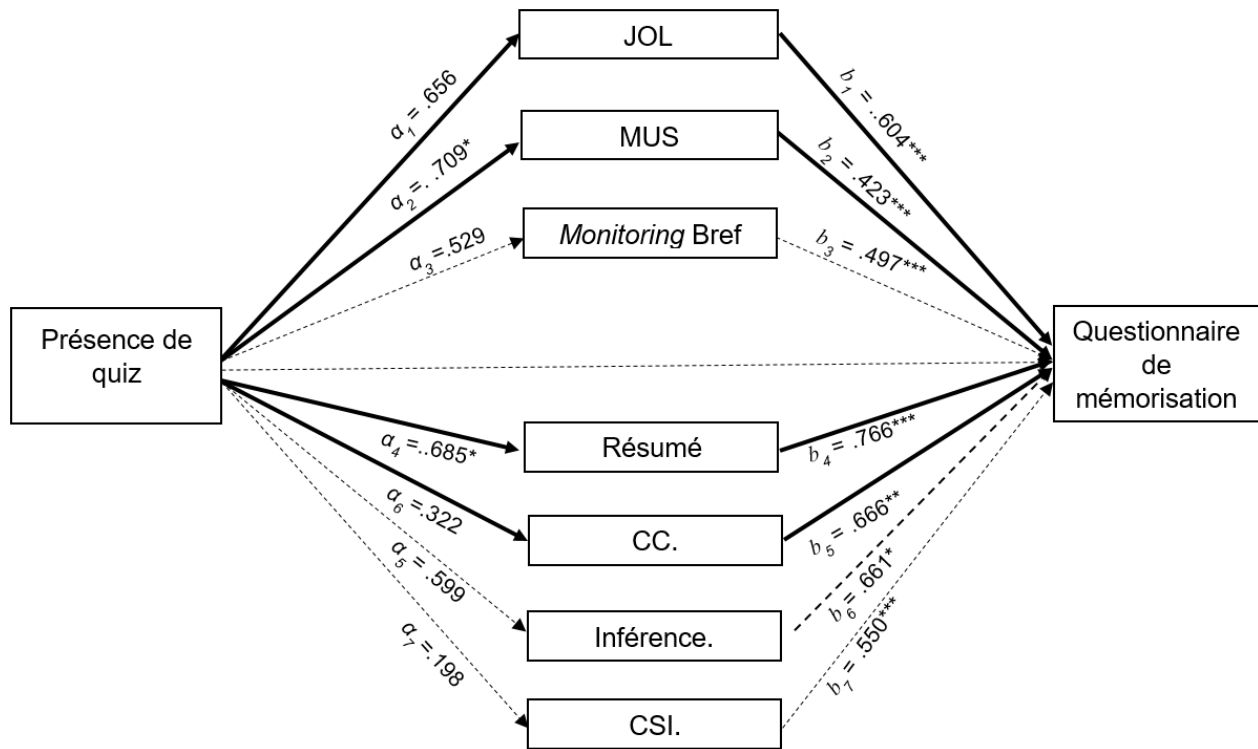 JOL
α1 = .656
b1 = ..604***
MUS
α2 = . .709*
b2 = .423***
Monitoring Bref
α3 =.529
b3 = .497***
Présence de
quiz
Questionnaire
de
mémorisation
Résumé
α4 =..685*
b4 = .766***
CC.
α6 = .322
b5 = .666**
Inférence.
α5 = .599
b6 = .661*
CSI.
α7 =.198
b7 = .550***